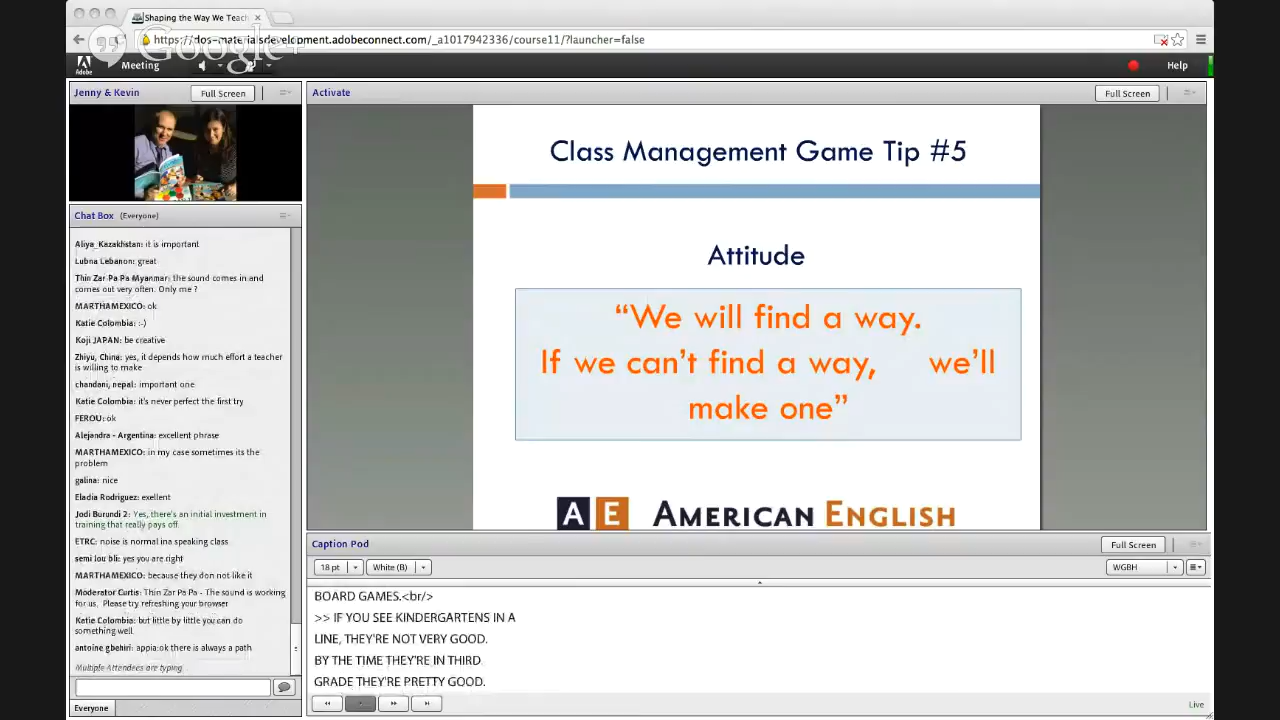 Shaping the Way We Teach
Google+
https://dos-materialsdevelopment.adobeconnect.com/_a1017942336/course11/?launcher=false
Adobe
Meeting
Help
Jenny & Kevin
Full Screen
Chat Box (Everyone)
Aliya_Kazakhstan: it is important
Lubna Lebanon: great
Thin Zar Pa Pa Myanmar: the sound comes in and
comes out very often. Only me ?
MARTHAMEXICO: ok
Katie Colombia: :-)
Koji JAPAN: be creative
Zhiyu, China: yes, it depends how much effort a teacher
is willing to make
chandani, nepal: important one
Katie Colombia: it's never perfect the first try
FEROU: ok
Alejandra - Argentina: excellent phrase
MARTHAMEXICO: in my case sometimes its the
problem
galina: nice
Eladia Rodriguez: exellent
Jodi Burundi 2: Yes, there's an initial investment in
training that really pays off.
ETRC: noise is normal ina speaking class
semi lou bli: yes you are right
MARTHAMEXICO: because they don not like it
Moderator Curtis: Thin Zar Pa Pa - The sound is working
for us. Please try refreshing your browser
Katie Colombia: but little by little you can do
something well
antoine gbehiri: appia:ok there is always a path
Multiple Attendees are typing
Everyone
Activate
Full Screen
Class Management Game Tip #5
Attitude
“We will find a way.
If we can’t find a way, we’ll
make one”
AE AMERICAN ENGLISH
Caption Pod
Full Screen
18 pt
White (B)
WGBH
BOARD GAMES.<br/>
>> IF YOU SEE KINDERGARTENS IN A
LINE, THEY'RE NOT VERY GOOD.
BY THE TIME THEY'RE IN THIRD
GRADE THEY'RE PRETTY GOOD.
Live